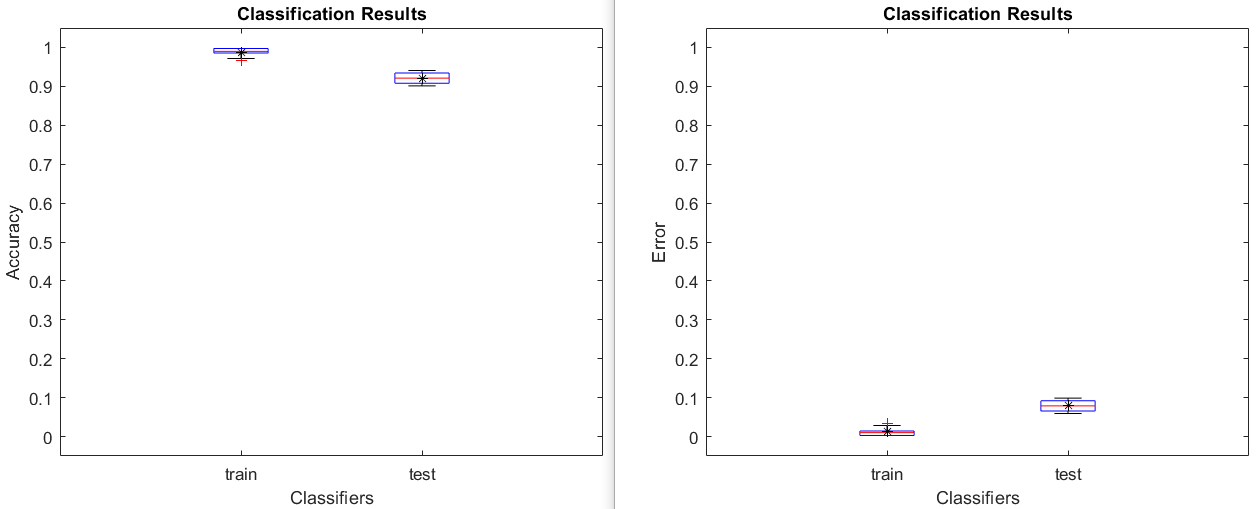 Classification Results
1
0.9
0.8
0.7
0.6
0.5
0.4
0.3
0.2
0.1
0
Accuracy
train
test
Classifiers
Classification Results
1
0.9
0.8
0.7
0.6
0.5
0.4
0.3
0.2
0.1
0
Error
train
test
Classifiers